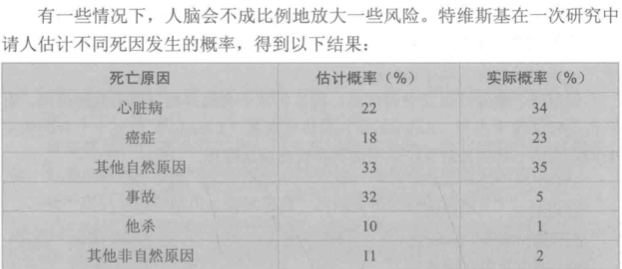 有一些情况下，人脑会不成比例地放大一些风险。特维斯基在一次研究中
请人估计不同死因发生的概率，得到以下结果：
死亡原因 估计概率（%） 实际概率（%）
心脏病 22 34
癌症 18 23
其他自然原因 33 35
事故 32 5
他杀 10 1
其他非自然原因 11 2